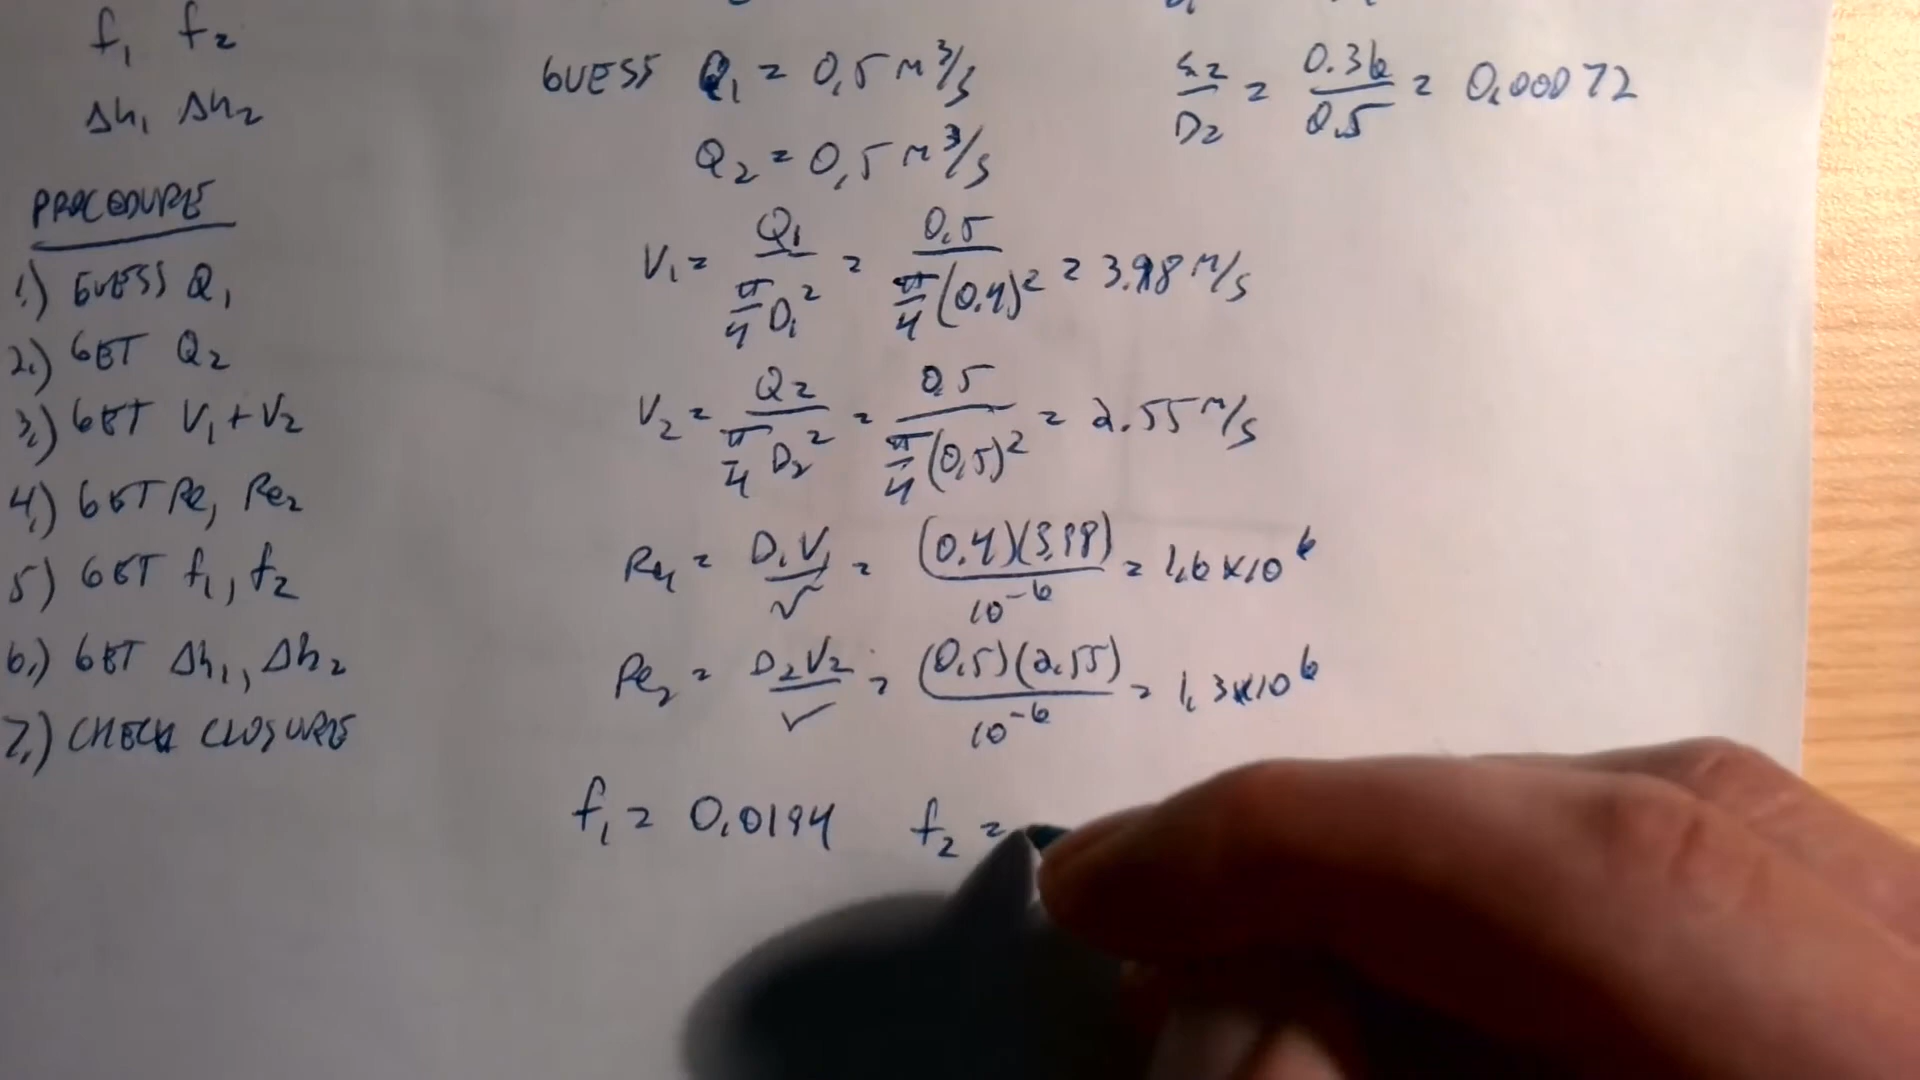 f₁ f₂
Δh₁ Δh₂
PROCEDURE
1.) GUESS Q₁
2.) GET Q₂
3.) GET V₁ + V₂
4.) GET Re₁ Re₂
5) GET f₁, f₂
6.) GET Δh₁, Δh₂
7.) CHECK CLOSURE
GUESS Q₁ = 0,5 m³/s
Q₂ = 0,5 m³/s
V₁ = Q₁ / (π/4 D₁²) = 0.5 / (π/4 (0.4)²) = 3.98 m/s
V₂ = Q₂ / (π/4 D₂²) = 0.5 / (π/4 (0.5)²) = 2.55 m/s
Re₁ = D₁V₁ / ν = (0.4)(3.98) / 10⁻⁶ = 1.6 x 10⁶
Re₂ = D₂V₂ / ν = (0.5)(2.55) / 10⁻⁶ = 1.3 x 10⁶
f₁ = 0.0194 f₂ =
ε₂ / D₂ = 0.36 / 0.5 = 0.00072